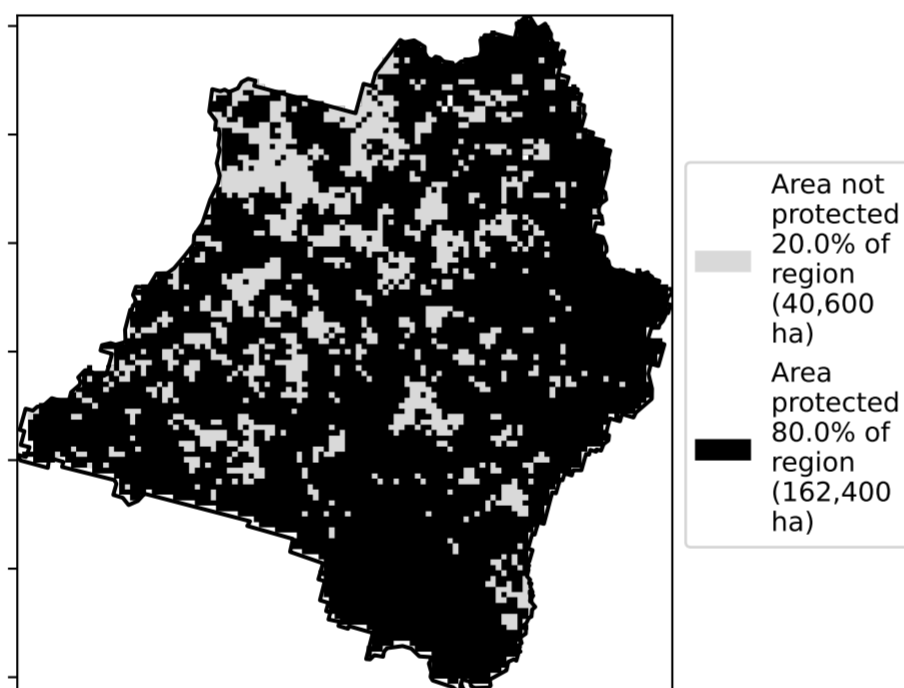 Area not
protected
20.0% of
region
(40,600
ha)
Area
protected
80.0% of
region
(162,400
ha)